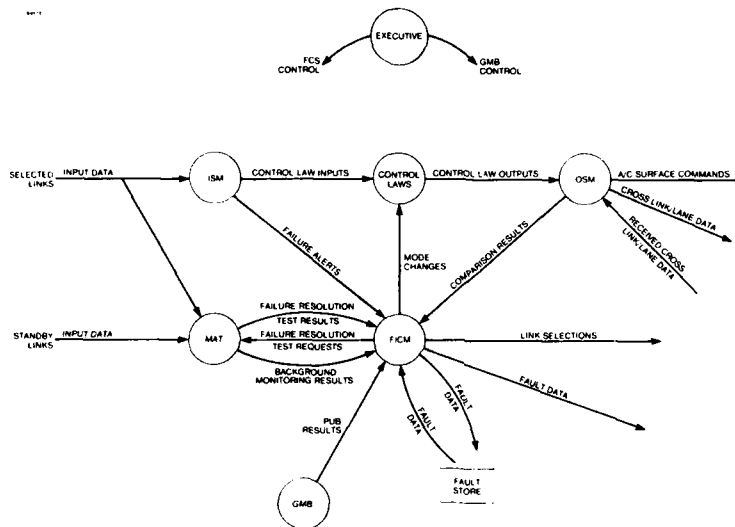 EXECUTIVE
FCS
CONTROL
GMB
CONTROL
SELECTED
LINKS
INPUT DATA
ISM
CONTROL LAW INPUTS
CONTROL
LAWS
CONTROL LAW OUTPUTS
OSM
A/C SURFACE COMMANDS
CROSS LINK/LANE DATA
RECEIVED CROSS
LINK/LANE DATA
FAILURE ALERTS
MODE
CHANGES
COMPARISON RESULTS
STANDBY
LINKS
INPUT DATA
MAT
FAILURE RESOLUTION
TEST RESULTS
FAILURE RESOLUTION
TEST REQUESTS
BACKGROUND
MONITORING RESULTS
FICM
LINK SELECTIONS
FAULT DATA
FAULT
DATA
FAULT
DATA
PUB
RESULTS
GMB
FAULT
STORE